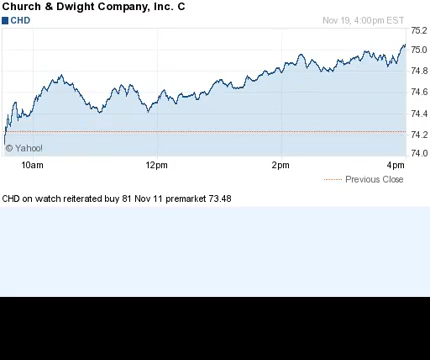 Church & Dwight Company, Inc. C
CHD
Nov 19, 4:00pm EST
75.2
75.0
74.8
74.6
74.4
74.2
74.0
© Yahoo!
10am 12pm 2pm 4pm
Previous Close
CHD on watch reiterated buy 81 Nov 11 premarket 73.48